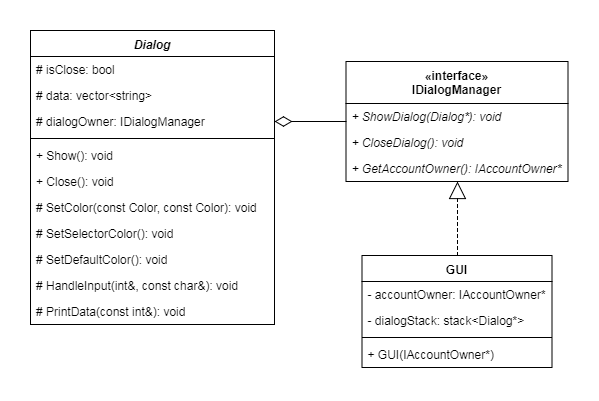 Dialog
# isClose: bool
# data: vector<string>
# dialogOwner: IDialogManager
+ Show(): void
+ Close(): void
# SetColor(const Color, const Color): void
# SetSelectorColor(): void
# SetDefaultColor(): void
# HandleInput(int&, const char&): void
# PrintData(const int&): void
«interface»
IDialogManager
+ ShowDialog(Dialog*): void
+ CloseDialog(): void
+ GetAccountOwner(): IAccountOwner*
GUI
- accountOwner: IAccountOwner*
- dialogStack: stack<Dialog*>
+ GUI(IAccountOwner*)